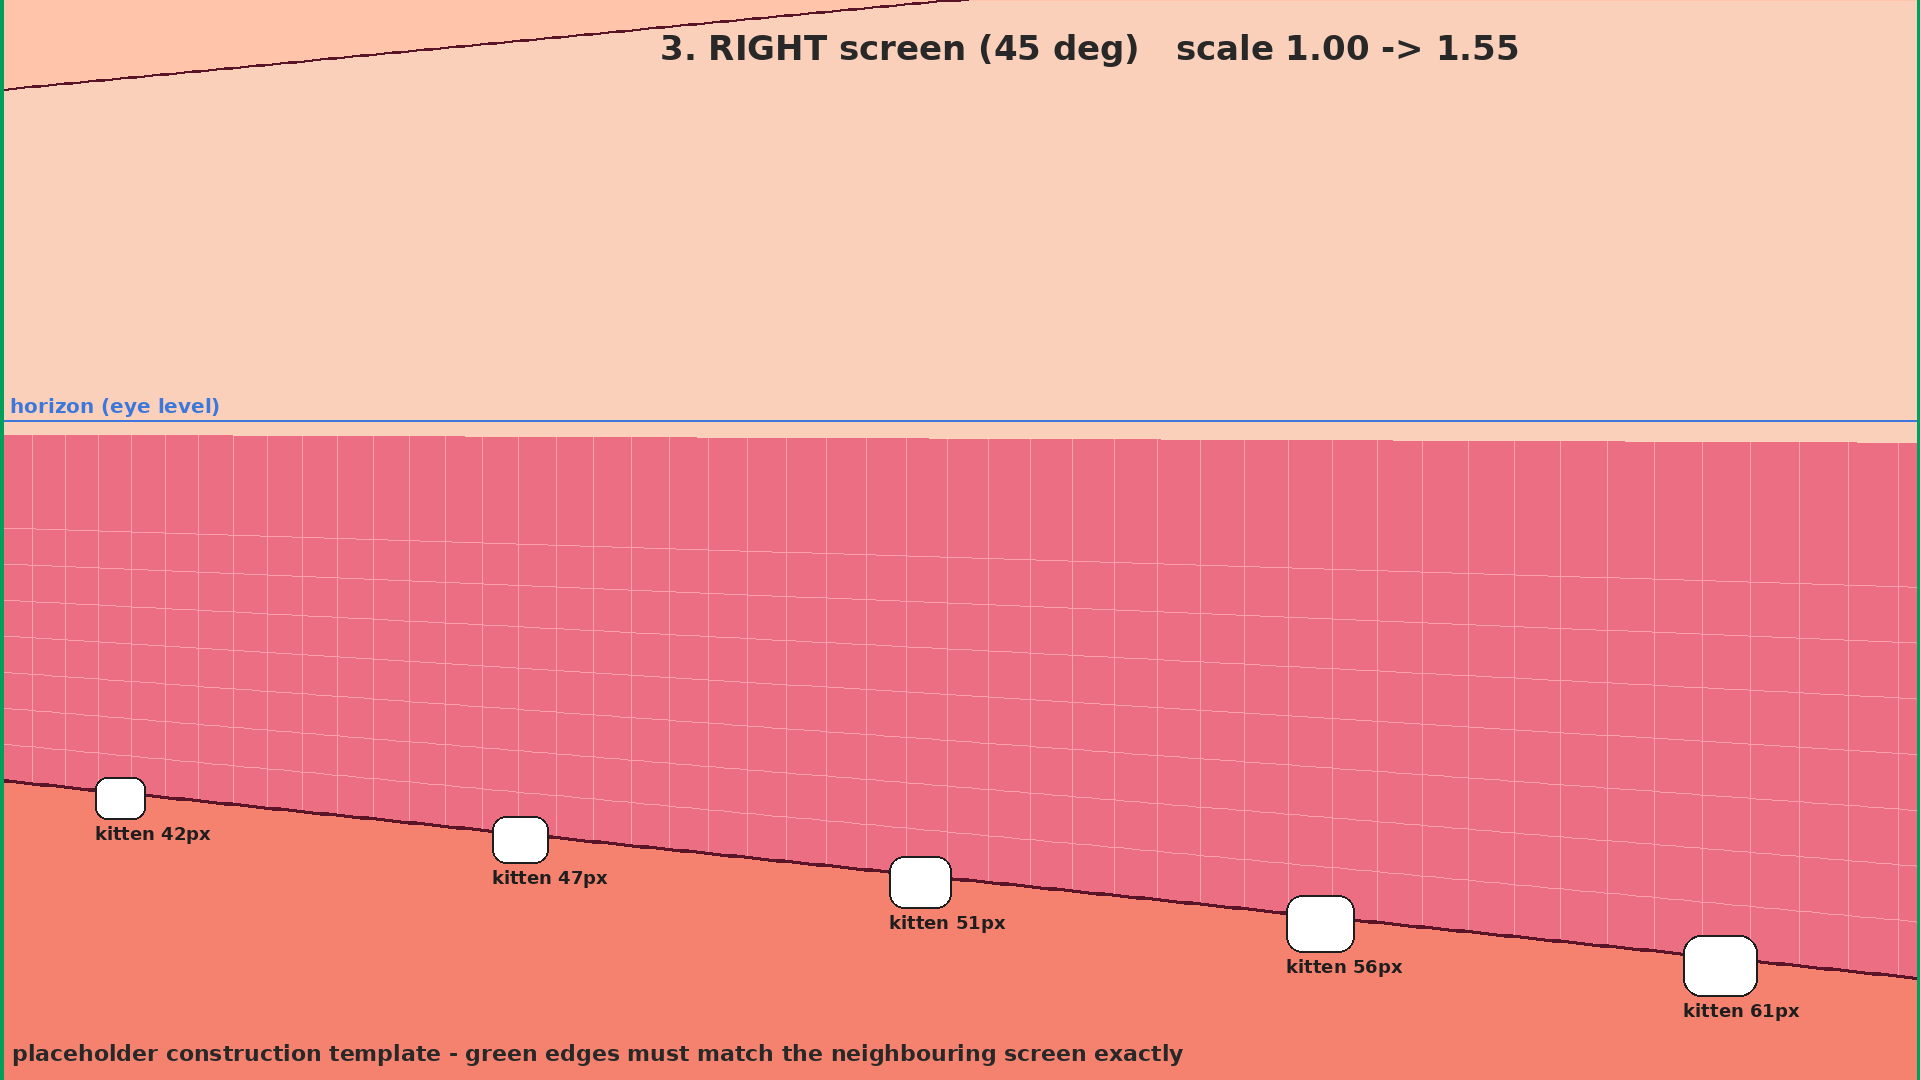 3. RIGHT screen (45 deg)   scale 1.00 -> 1.55
horizon (eye level)
kitten 42px
kitten 47px
kitten 51px
kitten 56px
kitten 61px
placeholder construction template - green edges must match the neighbouring screen exactly